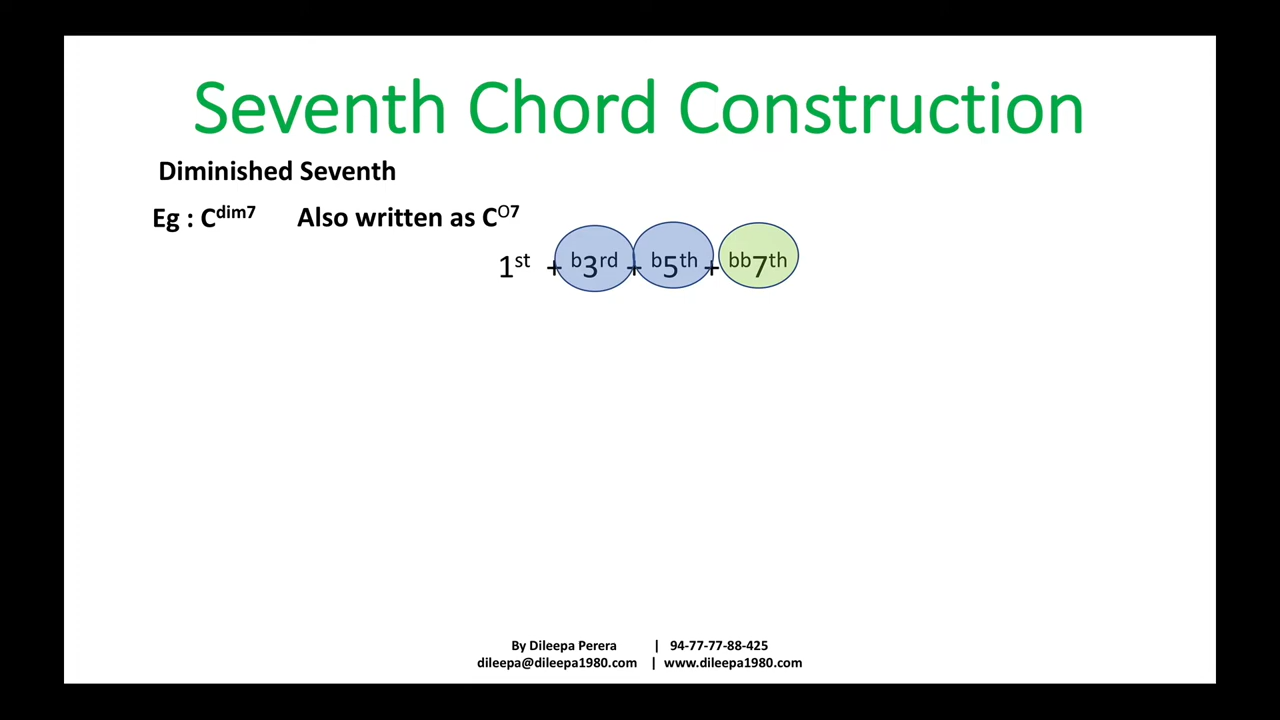 Seventh Chord Construction
Diminished Seventh
Eg : Cdim7 Also written as CO7
1st + b3rd + b5th + bb7th
By Dileepa Perera | 94-77-77-88-425
dileepa@dileepa1980.com | www.dileepa1980.com